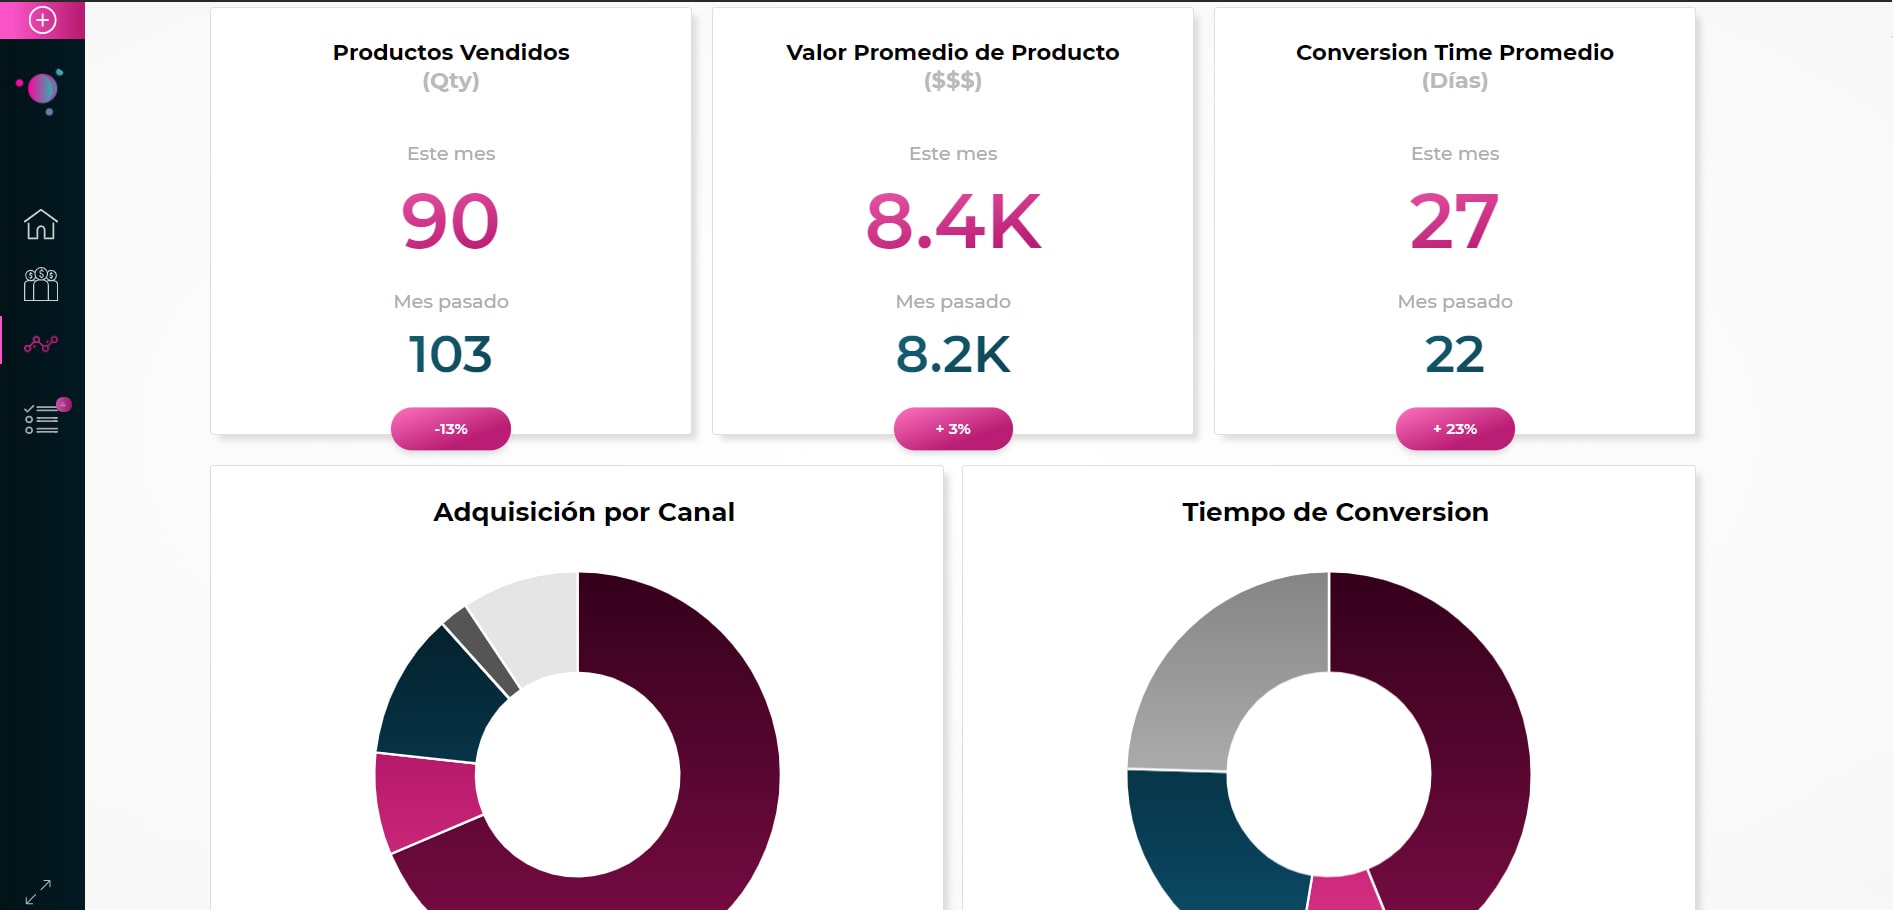 Productos Vendidos
(Qty)
Este mes
90
Mes pasado
103
-13%
Valor Promedio de Producto
($$$)
Este mes
8.4K
Mes pasado
8.2K
+ 3%
Conversion Time Promedio
(Días)
Este mes
27
Mes pasado
22
+ 23%
Adquisición por Canal
Tiempo de Conversion